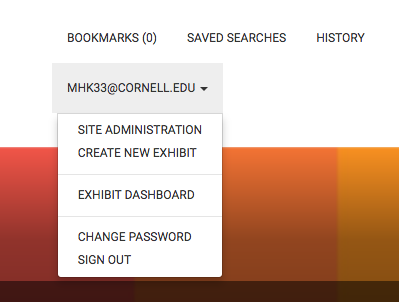 BOOKMARKS (0) SAVED SEARCHES HISTORY
MHK33@CORNELL.EDU
SITE ADMINISTRATION
CREATE NEW EXHIBIT
EXHIBIT DASHBOARD
CHANGE PASSWORD
SIGN OUT